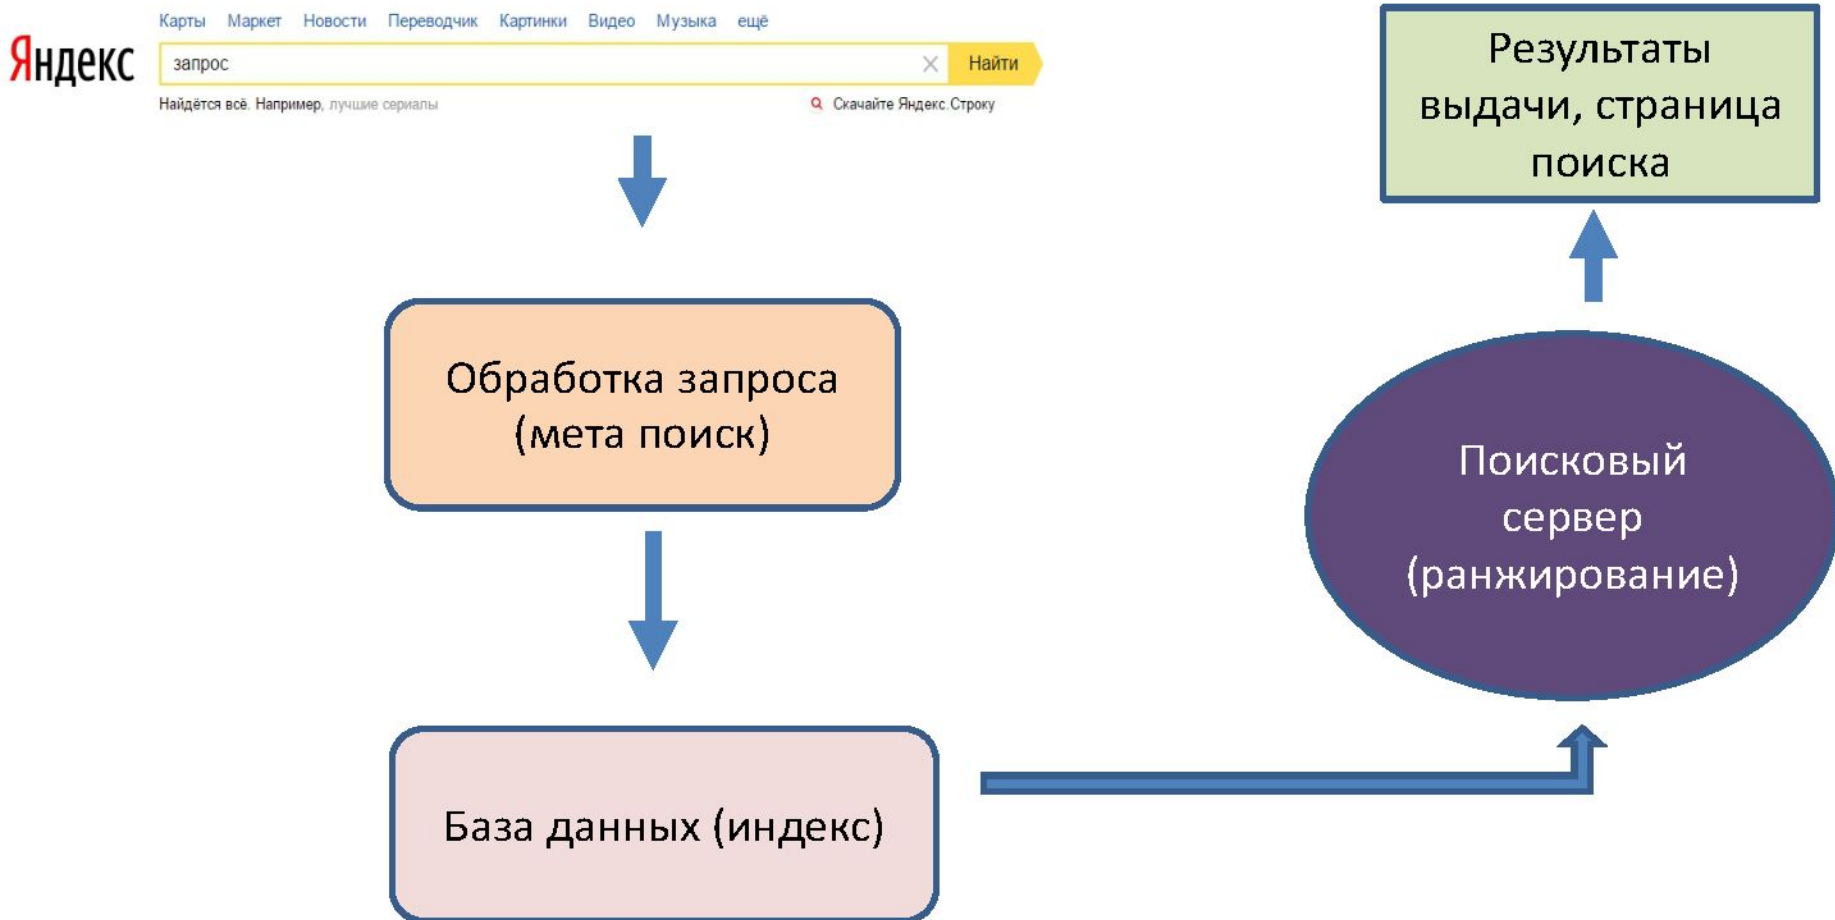 Карты Маркет Новости Переводчик Картинки Видео Музыка ещё
Яндекс
запрос
Найти
Найдётся всё. Например, лучшие сериалы
Скачайте Яндекс.Строку
Обработка запроса
(мета поиск)
База данных (индекс)
Поисковый
сервер
(ранжирование)
Результаты
выдачи, страница
поиска